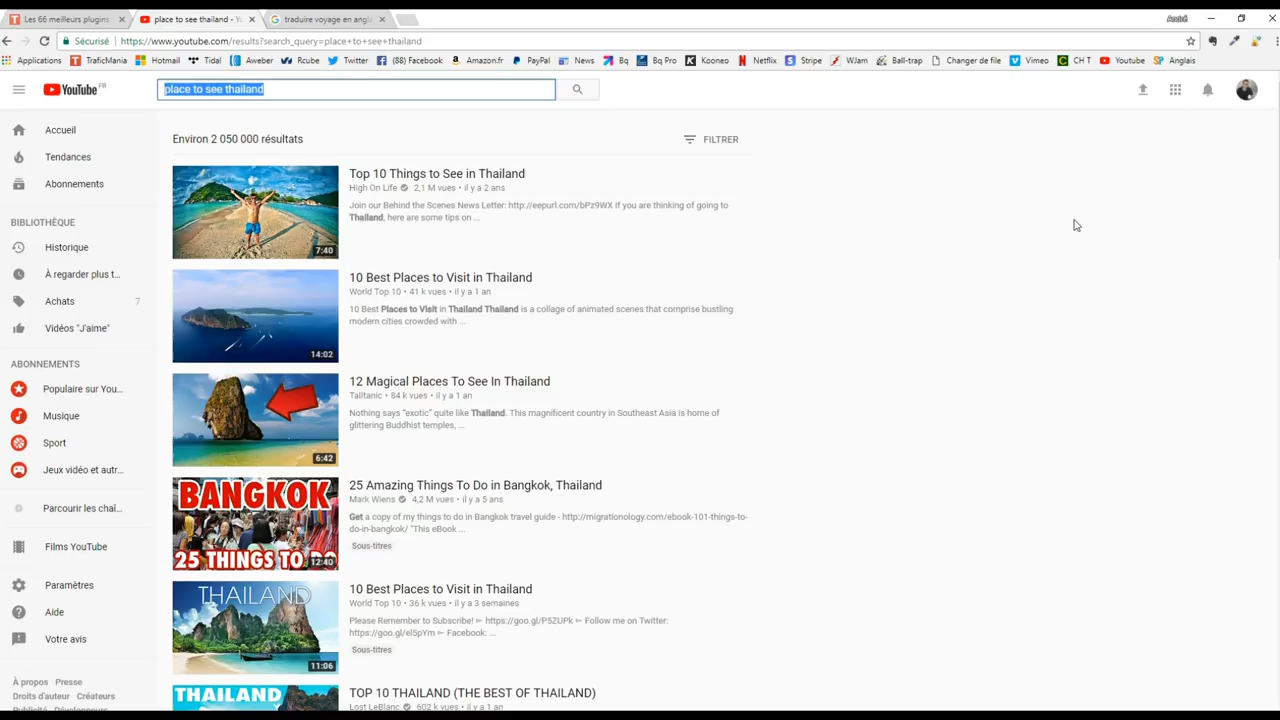 Les 66 meilleurs plugins
place to see thailand - Yo
traduire voyage en angla
André
Sécurisé
https://www.youtube.com/results?search_query=place+to+see+thailand
Applications TraficMania Hotmail Tidal Aweber Rcube Twitter (88) Facebook Amazon.fr PayPal News Bq Bq Pro Kooneo Netflix Stripe WJam Ball-trap Changer de file Vimeo CH T Youtube Anglais
YouTube FR
place to see thailand
Accueil
Tendances
Abonnements
BIBLIOTHÈQUE
Historique
À regarder plus t...
Achats 7
Vidéos "J'aime"
ABONNEMENTS
Populaire sur You...
Musique
Sport
Jeux vidéo et autr...
Parcourir les chaî...
Films YouTube
Paramètres
Aide
Votre avis
À propos Presse
Droits d'auteur Créateurs
Publicité Développeurs
Environ 2 050 000 résultats
FILTRER
7:40
Top 10 Things to See in Thailand
High On Life 2,1 M vues • il y a 2 ans
Join our Behind the Scenes News Letter: http://eepurl.com/bPz9WX If you are thinking of going to
Thailand, here are some tips on ...
14:02
10 Best Places to Visit in Thailand
World Top 10 • 41 k vues • il y a 1 an
10 Best Places to Visit in Thailand Thailand is a collage of animated scenes that comprise bustling
modern cities crowded with ...
6:42
12 Magical Places To See In Thailand
Talltanic • 84 k vues • il y a 1 an
Nothing says "exotic" quite like Thailand. This magnificent country in Southeast Asia is home of
glittering Buddhist temples, ...
BANGKOK
25 THINGS TO DO
12:40
25 Amazing Things To Do in Bangkok, Thailand
Mark Wiens 4,2 M vues • il y a 5 ans
Get a copy of my things to do in Bangkok travel guide - http://migrationology.com/ebook-101-things-to-
do-in-bangkok/ "This eBook ...
Sous-titres
THAILAND
11:06
10 Best Places to Visit in Thailand
World Top 10 • 36 k vues • il y a 3 semaines
Please Remember to Subscribe! ► https://goo.gl/P5ZUPk ► Follow me on Twitter:
https://goo.gl/el5pYm ► Facebook: ...
Sous-titres
THAILAND
TOP 10 THAILAND (THE BEST OF THAILAND)
Lost LeBlanc 602 k vues • il y a 1 an